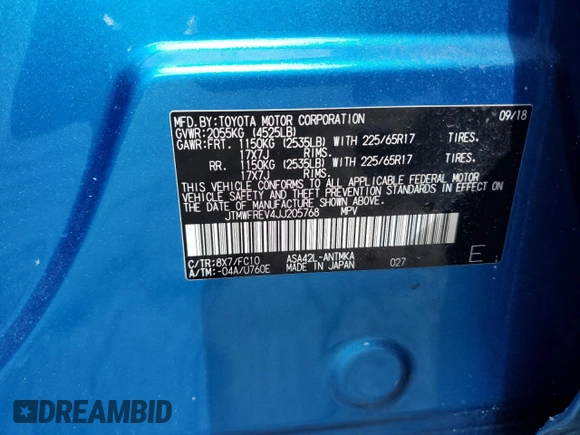 MFD.BY:TOYOTA MOTOR CORPORATION 09/18
GVWR:2055KG (4525LB)
GAWR:FRT. 1150KG (2535LB) WITH 225/65R17 TIRES.
17X7J RIMS.
RR. 1150KG (2535LB) WITH 225/65R17 TIRES.
17X7J RIMS.
THIS VEHICLE CONFORMS TO ALL APPLICABLE FEDERAL MOTOR
VEHICLE SAFETY AND THEFT PREVENTION STANDARDS IN EFFECT ON
THE DATE OF MANUFACTURE SHOWN ABOVE.
JTMWFREV4JJ205768 MPV
C/TR:8X7/FC10 ASA42L-ANTMKA
A/TM:-04A/U760E MADE IN JAPAN 027 E
DREAMBID